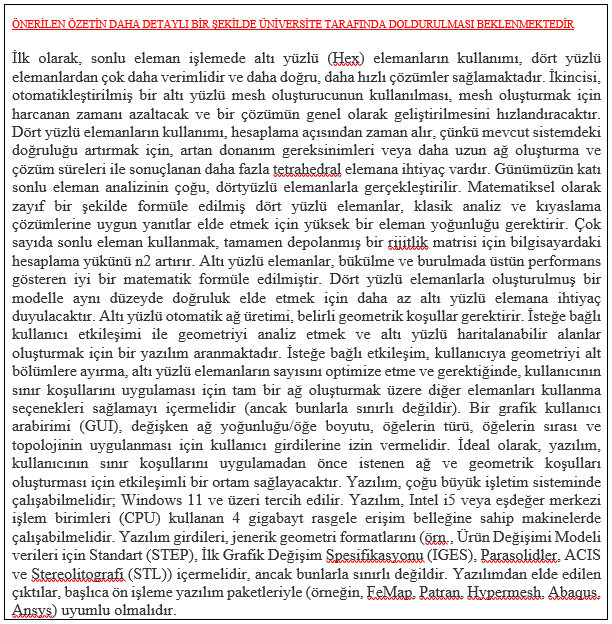 ÖNERİLEN ÖZETİN DAHA DETAYLI BİR ŞEKİLDE ÜNİVERSİTE TARAFINDA DOLDURULMASI BEKLENMEKTEDİR
İlk olarak, sonlu eleman işlemede altı yüzlü (Hex) elemanların kullanımı, dört yüzlü
elemanlardan çok daha verimlidir ve daha doğru, daha hızlı çözümler sağlamaktadır. İkincisi,
otomatikleştirilmiş bir altı yüzlü mesh oluşturucunun kullanılması, mesh oluşturmak için
harcanan zamanı azaltacak ve bir çözümün genel olarak geliştirilmesini hızlandıracaktır.
Dört yüzlü elemanların kullanımı, hesaplama açısından zaman alır, çünkü mevcut sistemdeki
doğruluğu artırmak için, artan donanım gereksinimleri veya daha uzun ağ oluşturma ve
çözüm süreleri ile sonuçlanan daha fazla tetrahedral elemana ihtiyaç vardır. Günümüzün katı
sonlu eleman analizinin çoğu, dörtyüzlü elemanlarla gerçekleştirilir. Matematiksel olarak
zayıf bir şekilde formüle edilmiş dört yüzlü elemanlar, klasik analiz ve kıyaslama
çözümlerine uygun yanıtlar elde etmek için yüksek bir eleman yoğunluğu gerektirir. Çok
sayıda sonlu eleman kullanmak, tamamen depolanmış bir rijitlik matrisi için bilgisayardaki
hesaplama yükünü n2 artırır. Altı yüzlü elemanlar, bükülme ve burulmada üstün performans
gösteren iyi bir matematik formüle edilmiştir. Dört yüzlü elemanlarla oluşturulmuş bir
modelle aynı düzeyde doğruluk elde etmek için daha az altı yüzlü elemana ihtiyaç
duyulacaktır. Altı yüzlü otomatik ağ üretimi, belirli geometrik koşullar gerektirir. İsteğe bağlı
kullanıcı etkileşimi ile geometriyi analiz etmek ve altı yüzlü haritalanabilir alanlar
oluşturmak için bir yazılım aranmaktadır. İsteğe bağlı etkileşim, kullanıcıya geometriyi alt
bölümlere ayırma, altı yüzlü elemanların sayısını optimize etme ve gerektiğinde, kullanıcının
sınır koşullarını uygulaması için tam bir ağ oluşturmak üzere diğer elemanları kullanma
seçenekleri sağlamayı içermelidir (ancak bunlarla sınırlı değildir). Bir grafik kullanıcı
arabirimi (GUI), değişken ağ yoğunluğu/öğe boyutu, öğelerin türü, öğelerin sırası ve
topolojinin uygulanması için kullanıcı girdilerine izin vermelidir. İdeal olarak, yazılım,
kullanıcının sınır koşullarını uygulamadan önce istenen ağ ve geometrik koşulları
oluşturması için etkileşimli bir ortam sağlayacaktır. Yazılım, çoğu büyük işletim sisteminde
çalışabilmelidir; Windows 11 ve üzeri tercih edilir. Yazılım, Intel i5 veya eşdeğer merkezi
işlem birimleri (CPU) kullanan 4 gigabayt rasgele erişim belleğine sahip makinelerde
çalışabilmelidir. Yazılım girdileri, jenerik geometri formatlarını (örn., Ürün Değişimi Modeli
verileri için Standart (STEP), İlk Grafik Değişim Spesifikasyonu (IGES), Parasolidler, ACIS
ve Stereolitografi (STL)) içermelidir, ancak bunlarla sınırlı değildir. Yazılımdan elde edilen
çıktılar, başlıca ön işleme yazılım paketleriyle (örneğin, FeMap, Patran, Hypermesh, Abaqus,
Ansys) uyumlu olmalıdır.